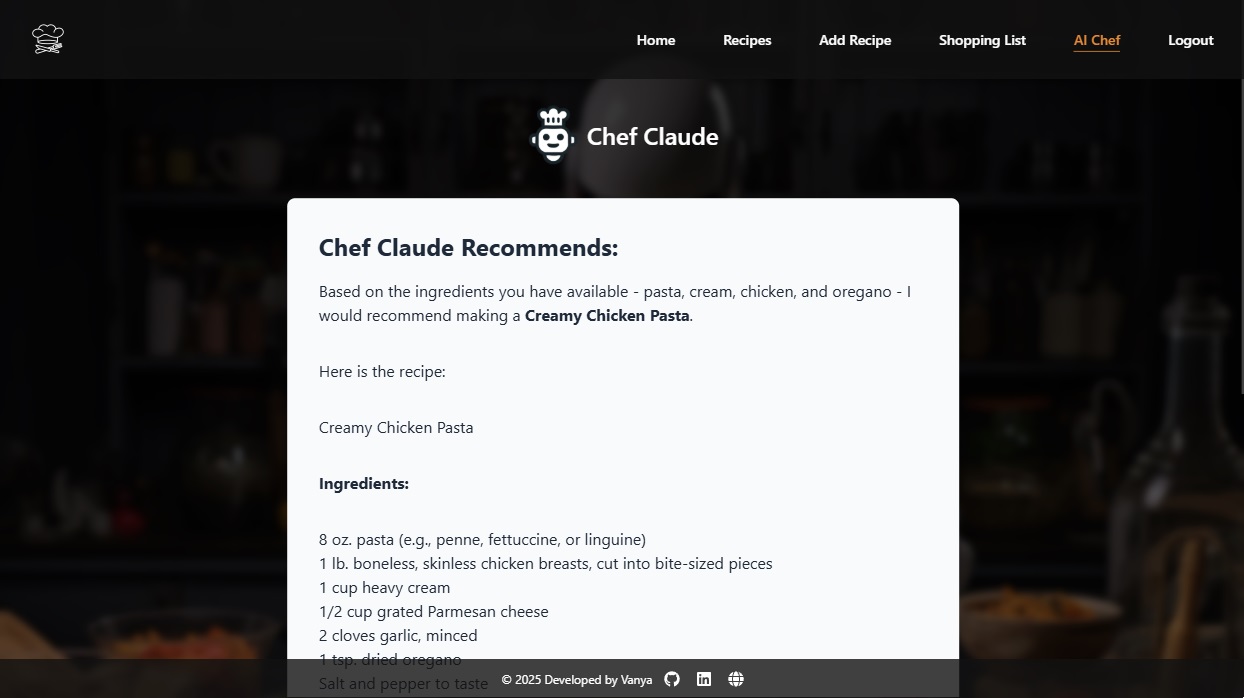 Home
Recipes
Add Recipe
Shopping List
AI Chef
Logout
Chef Claude
Chef Claude Recommends:
Based on the ingredients you have available - pasta, cream, chicken, and oregano - I
would recommend making a Creamy Chicken Pasta.
Here is the recipe:
Creamy Chicken Pasta
Ingredients:
8 oz. pasta (e.g., penne, fettuccine, or linguine)
1 lb. boneless, skinless chicken breasts, cut into bite-sized pieces
1 cup heavy cream
1/2 cup grated Parmesan cheese
2 cloves garlic, minced
1 tsp. dried oregano
Salt and pepper to taste
© 2025 Developed by Vanya